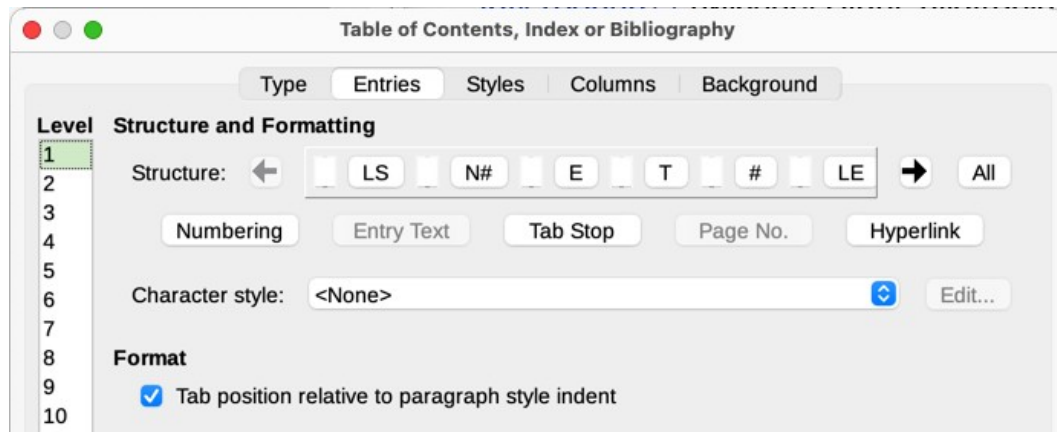 Table of Contents, Index or Bibliography
Type Entries Styles Columns Background
Level Structure and Formatting
1
Structure: LS N# E T # LE All
2
3
Numbering Entry Text Tab Stop Page No. Hyperlink
4
5
Character style: <None> Edit...
6
7
8 Format
9
Tab position relative to paragraph style indent
10